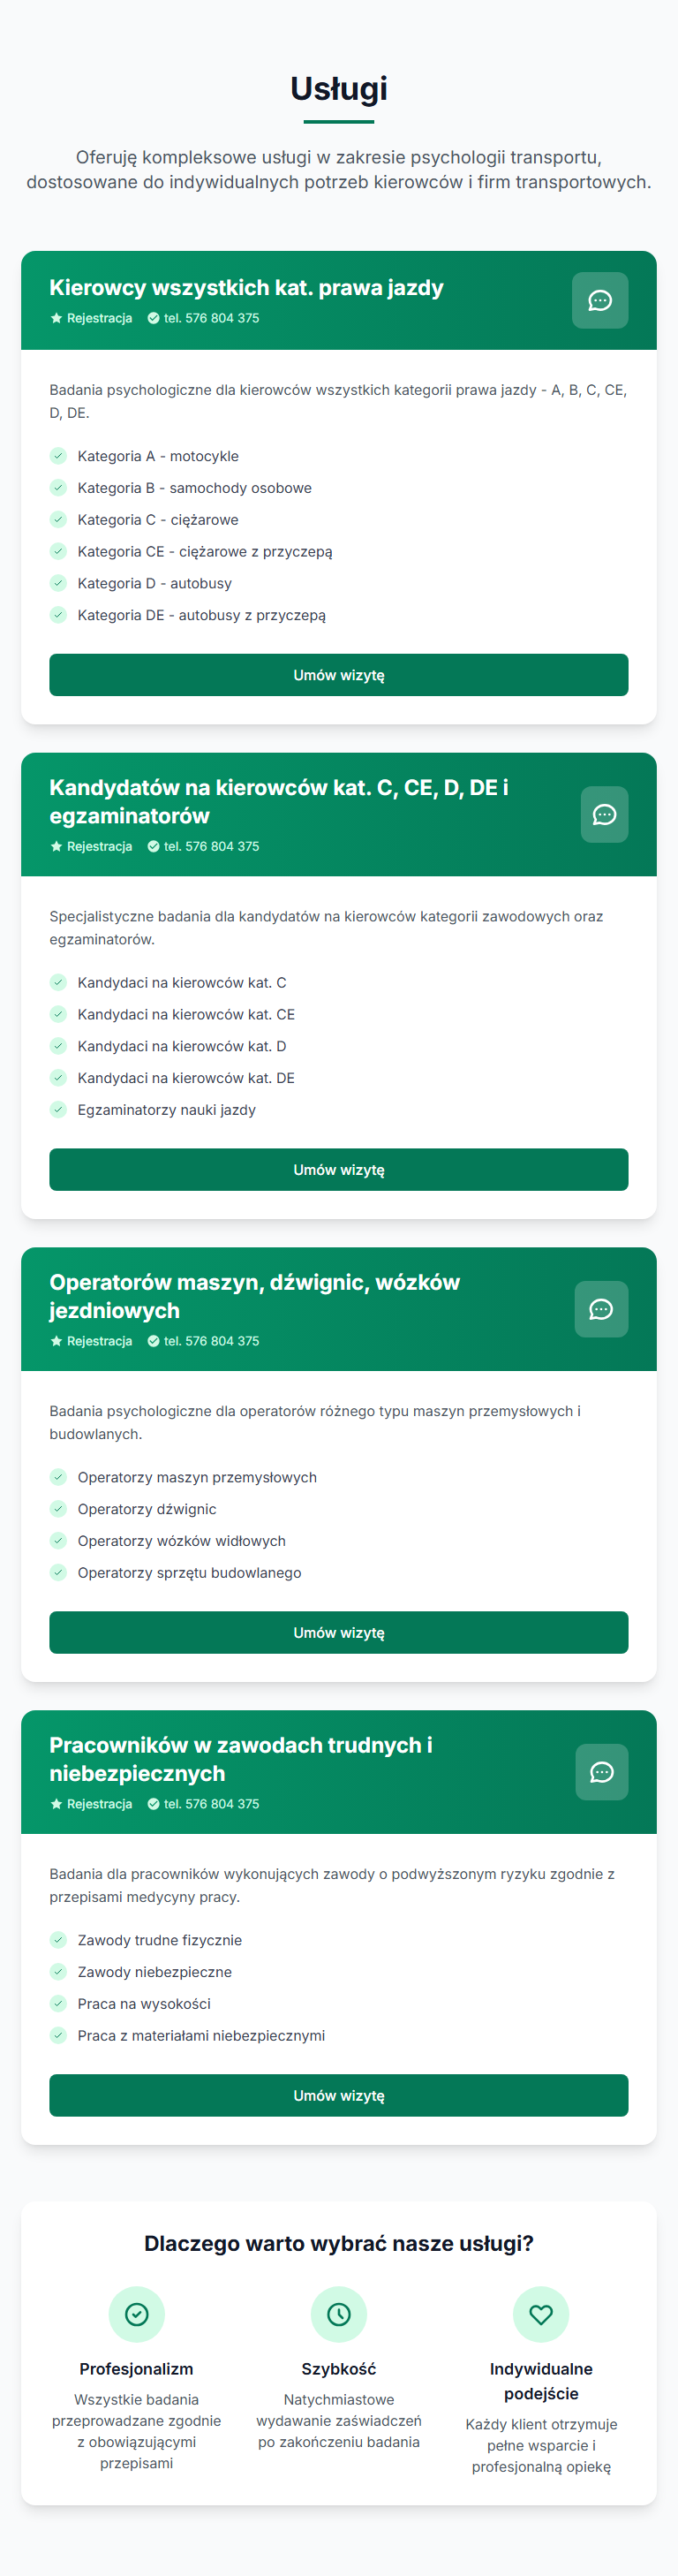 Usługi
Oferuję kompleksowe usługi w zakresie psychologii transportu,
dostosowane do indywidualnych potrzeb kierowców i firm transportowych.
Kierowcy wszystkich kat. prawa jazdy
Rejestracja tel. 576 804 375
Badania psychologiczne dla kierowców wszystkich kategorii prawa jazdy - A, B, C, CE,
D, DE.
Kategoria A - motocykle
Kategoria B - samochody osobowe
Kategoria C - ciężarowe
Kategoria CE - ciężarowe z przyczepą
Kategoria D - autobusy
Kategoria DE - autobusy z przyczepą
Umów wizytę
Kandydatów na kierowców kat. C, CE, D, DE i
egzaminatorów
Rejestracja tel. 576 804 375
Specjalistyczne badania dla kandydatów na kierowców kategorii zawodowych oraz
egzaminatorów.
Kandydaci na kierowców kat. C
Kandydaci na kierowców kat. CE
Kandydaci na kierowców kat. D
Kandydaci na kierowców kat. DE
Egzaminatorzy nauki jazdy
Umów wizytę
Operatorów maszyn, dźwignic, wózków
jezdniowych
Rejestracja tel. 576 804 375
Badania psychologiczne dla operatorów różnego typu maszyn przemysłowych i
budowlanych.
Operatorzy maszyn przemysłowych
Operatorzy dźwignic
Operatorzy wózków widłowych
Operatorzy sprzętu budowlanego
Umów wizytę
Pracowników w zawodach trudnych i
niebezpiecznych
Rejestracja tel. 576 804 375
Badania dla pracowników wykonujących zawody o podwyższonym ryzyku zgodnie z
przepisami medycyny pracy.
Zawody trudne fizycznie
Zawody niebezpieczne
Praca na wysokości
Praca z materiałami niebezpiecznymi
Umów wizytę
Dlaczego warto wybrać nasze usługi?
Profesjonalizm
Wszystkie badania
przeprowadzane zgodnie
z obowiązującymi
przepisami
Szybkość
Natychmiastowe
wydawanie zaświadczeń
po zakończeniu badania
Indywidualne
podejście
Każdy klient otrzymuje
pełne wsparcie i
profesjonalną opiekę